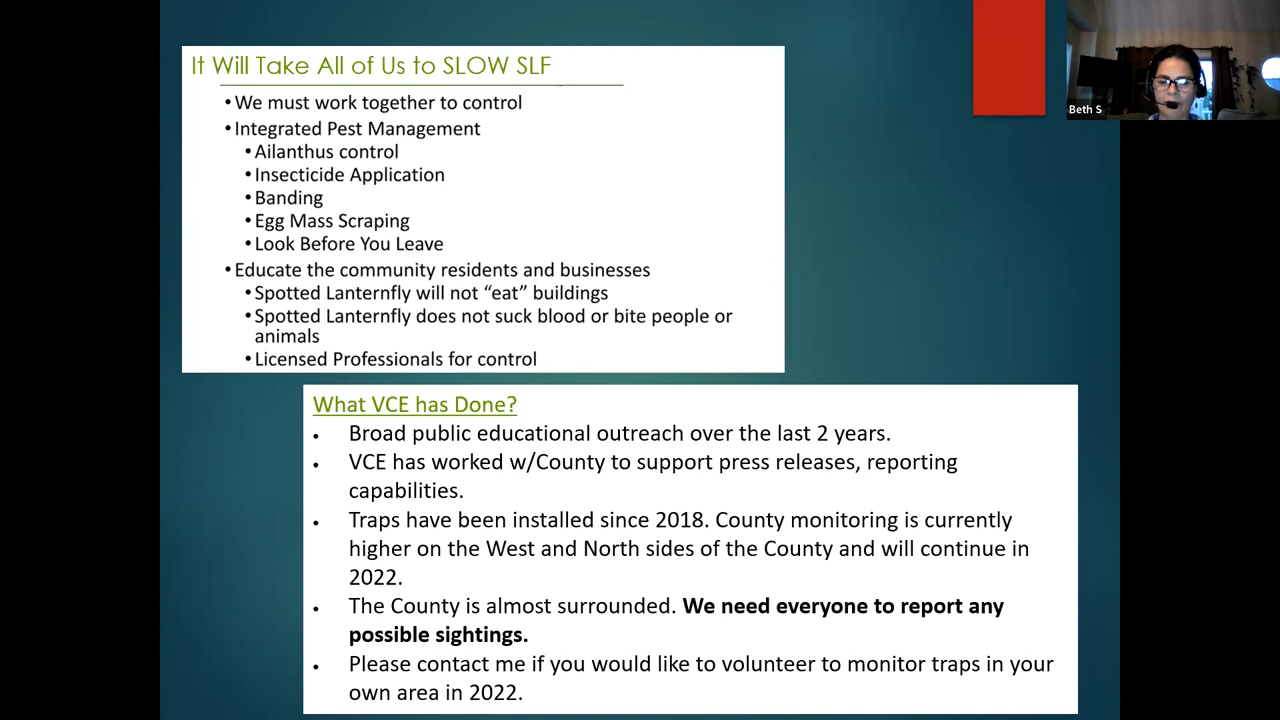 It Will Take All of Us to SLOW SLF
•We must work together to control
•Integrated Pest Management
•Ailanthus control
•Insecticide Application
•Banding
•Egg Mass Scraping
•Look Before You Leave
•Educate the community residents and businesses
•Spotted Lanternfly will not “eat” buildings
•Spotted Lanternfly does not suck blood or bite people or
animals
•Licensed Professionals for control
What VCE has Done?
• Broad public educational outreach over the last 2 years.
• VCE has worked w/County to support press releases, reporting
capabilities.
• Traps have been installed since 2018. County monitoring is currently
higher on the West and North sides of the County and will continue in
2022.
• The County is almost surrounded. We need everyone to report any
possible sightings.
• Please contact me if you would like to volunteer to monitor traps in your
own area in 2022.
Beth S